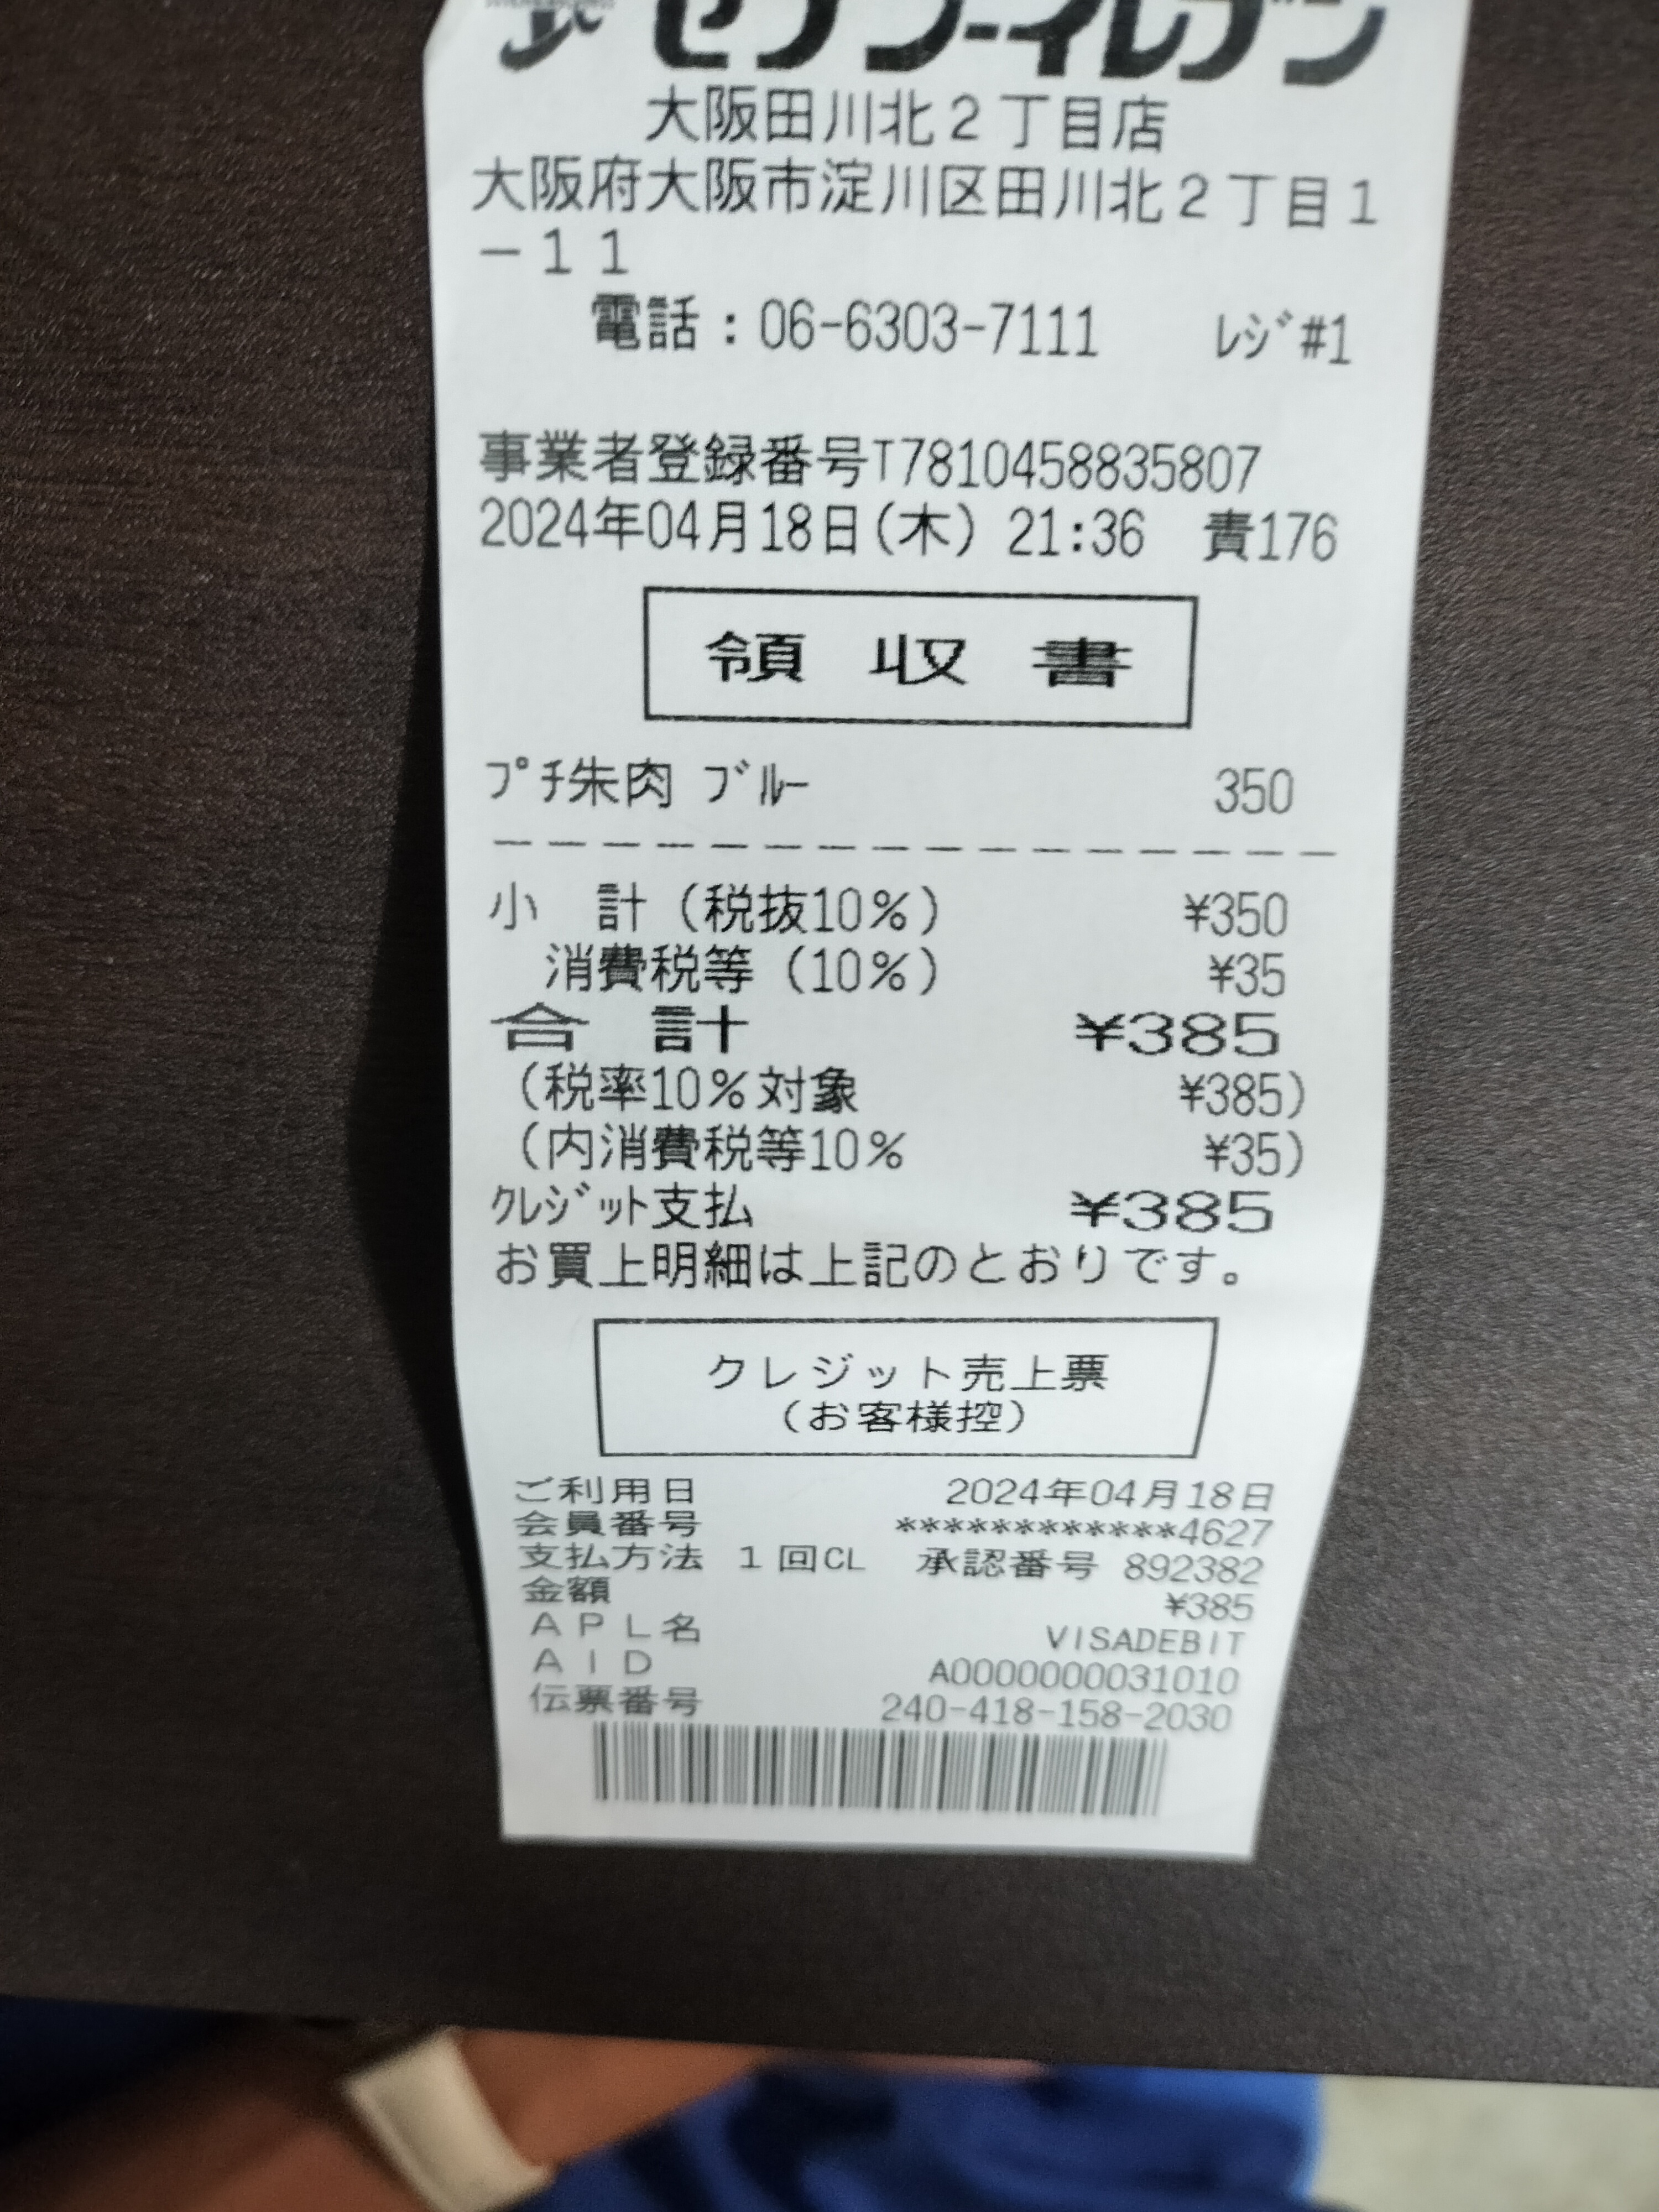 セブン-イレブン
大阪田川北2丁目店
大阪府大阪市淀川区田川北2丁目1
-11
電話:06-6303-7111 レジ#1
事業者登録番号T7810458835807
2024年04月18日(木) 21:36 責176
領 収 書
プチ朱肉 ブルー 350
小 計(税抜10%) ¥350
消費税等(10%) ¥35
合 計 ¥385
(税率10%対象 ¥385)
(内消費税等10% ¥35)
クレジット支払 ¥385
お買上明細は上記のとおりです。
クレジット売上票
(お客様控)
ご利用日 2024年04月18日
会員番号 ************4627
支払方法 1回CL 承認番号 892382
金額 ¥385
APL名 VISADEBIT
AID A0000000031010
伝票番号 240-418-158-2030